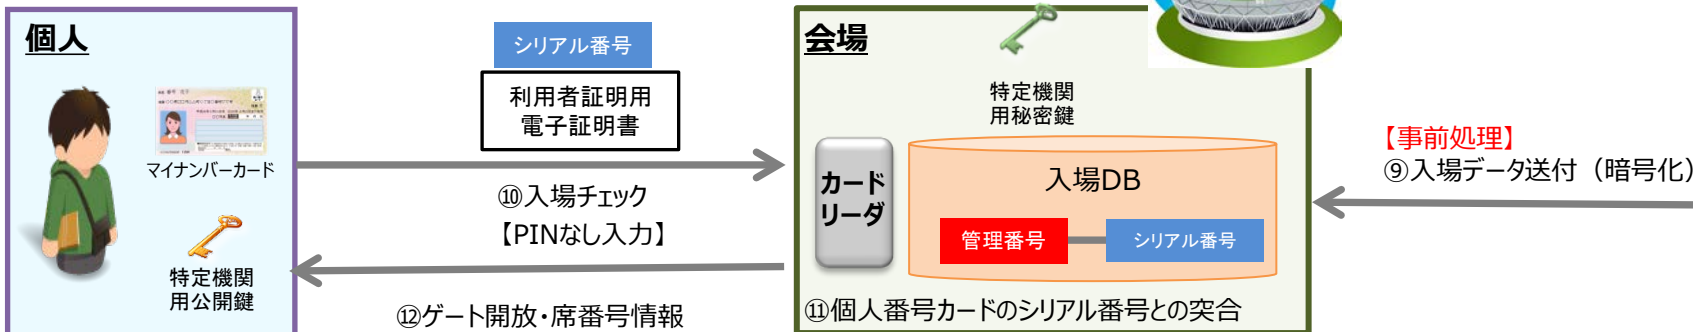 個人
マイナンバーカード
特定機関
用公開鍵
シリアル番号
利用者証明用
電子証明書
⑩入場チェック
【PINなし入力】
⑫ゲート開放・席番号情報
会場
特定機関
用秘密鍵
カード
リーダ
入場DB
管理番号
シリアル番号
⑪個人番号カードのシリアル番号との突合
【事前処理】
⑨入場データ送付（暗号化）